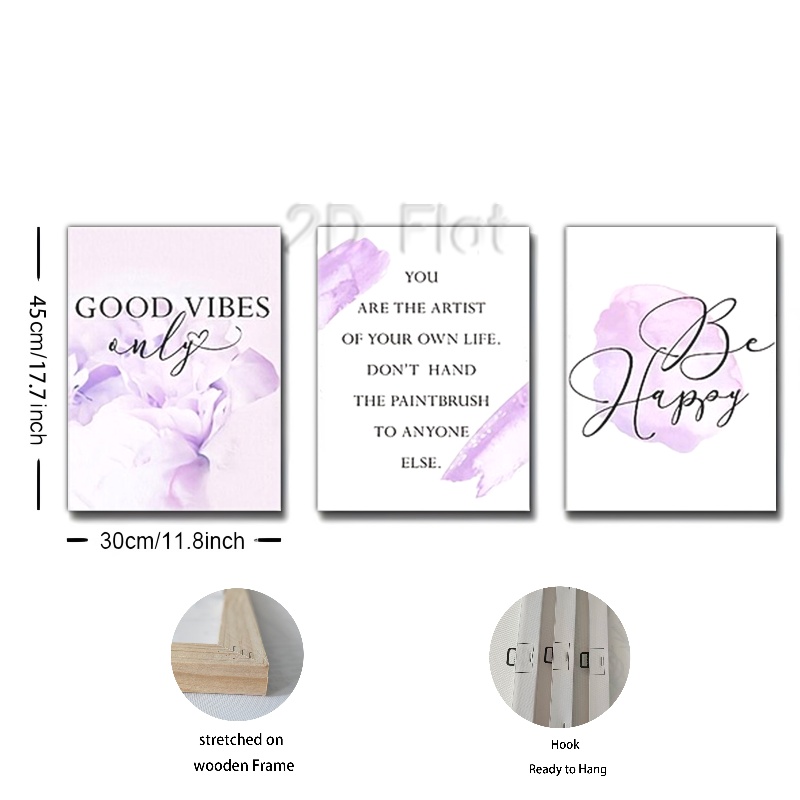 2D Flat
GOOD VIBES
only
YOU
ARE THE ARTIST
OF YOUR OWN LIFE.
DON'T HAND
THE PAINTBRUSH
TO ANYONE
ELSE.
Be
Happy
45cm/17.7inch
30cm/11.8inch
stretched on
wooden Frame
Hook
Ready to Hang